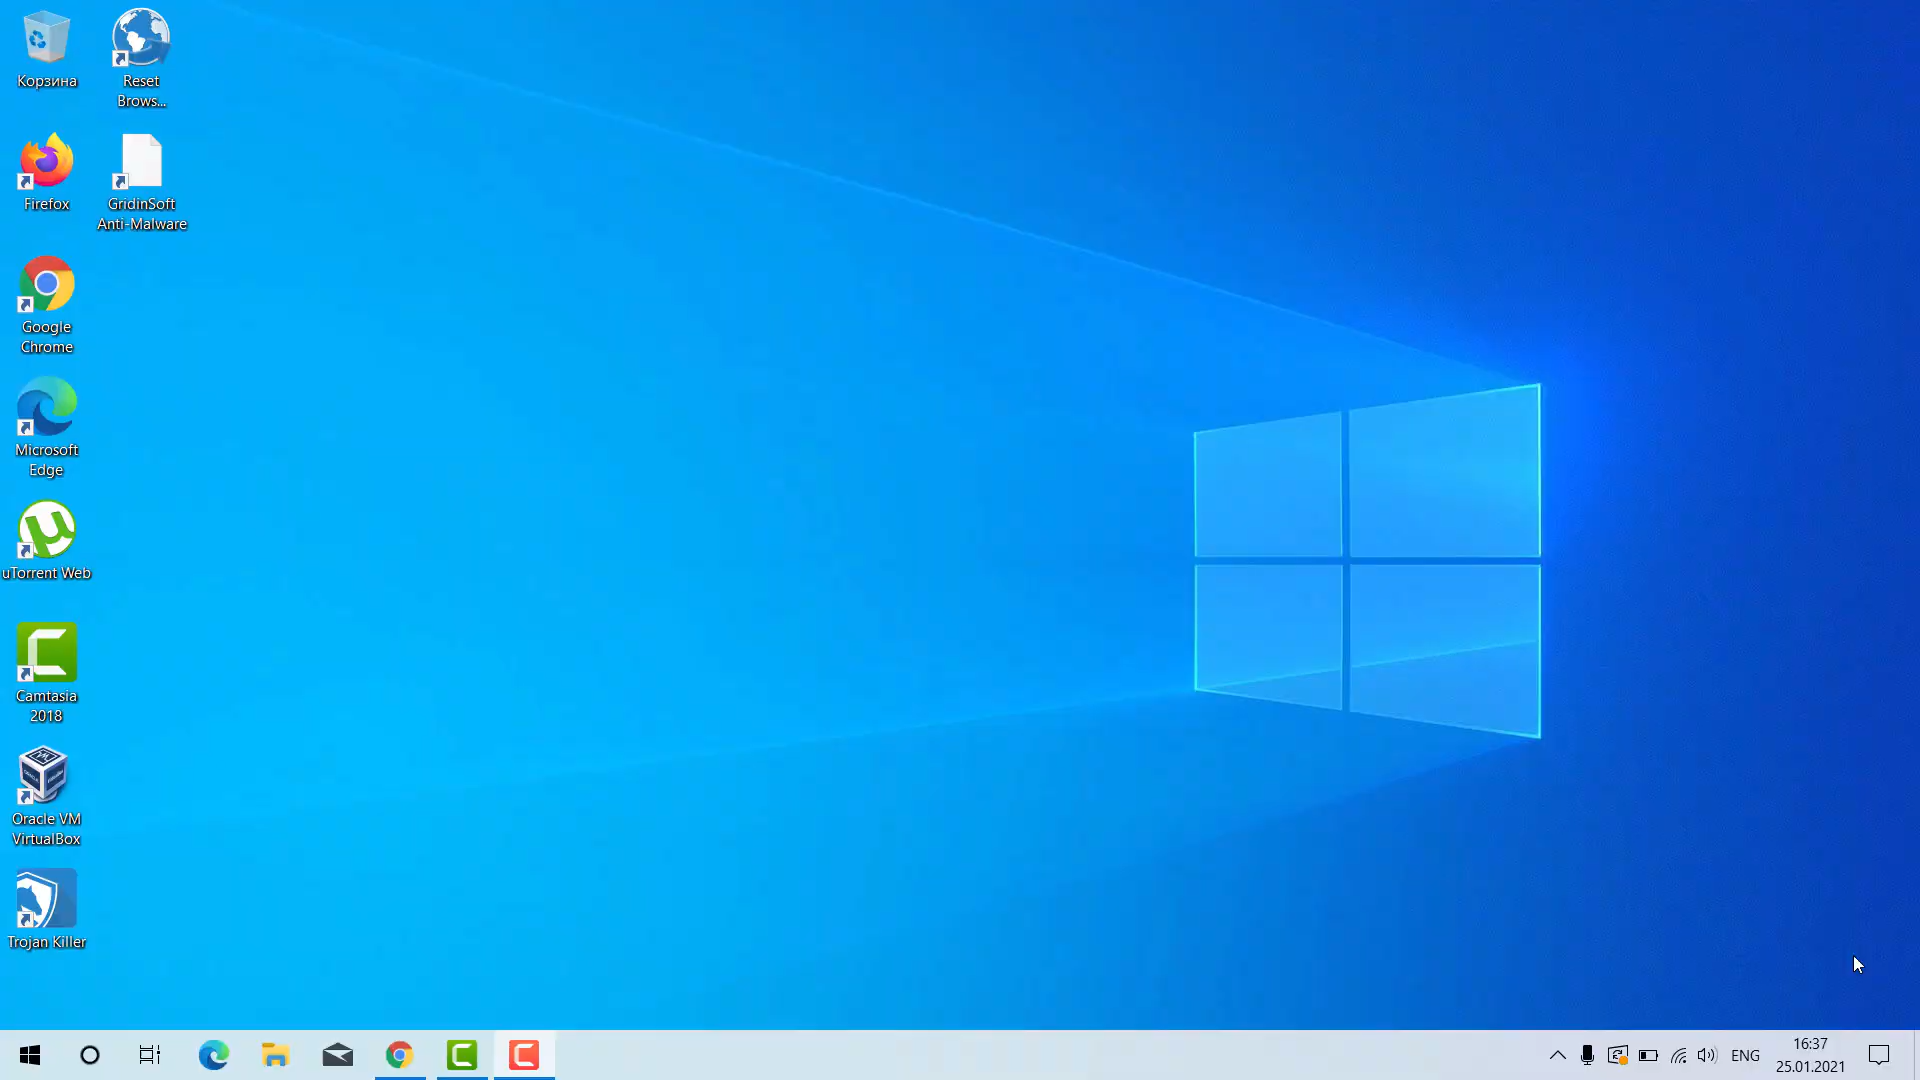 Корзина
Reset
Brows...
Firefox
GridinSoft
Anti-Malware
Google
Chrome
Microsoft
Edge
uTorrent Web
Camtasia
2018
Oracle VM
VirtualBox
Trojan Killer
ENG
16:37
25.01.2021